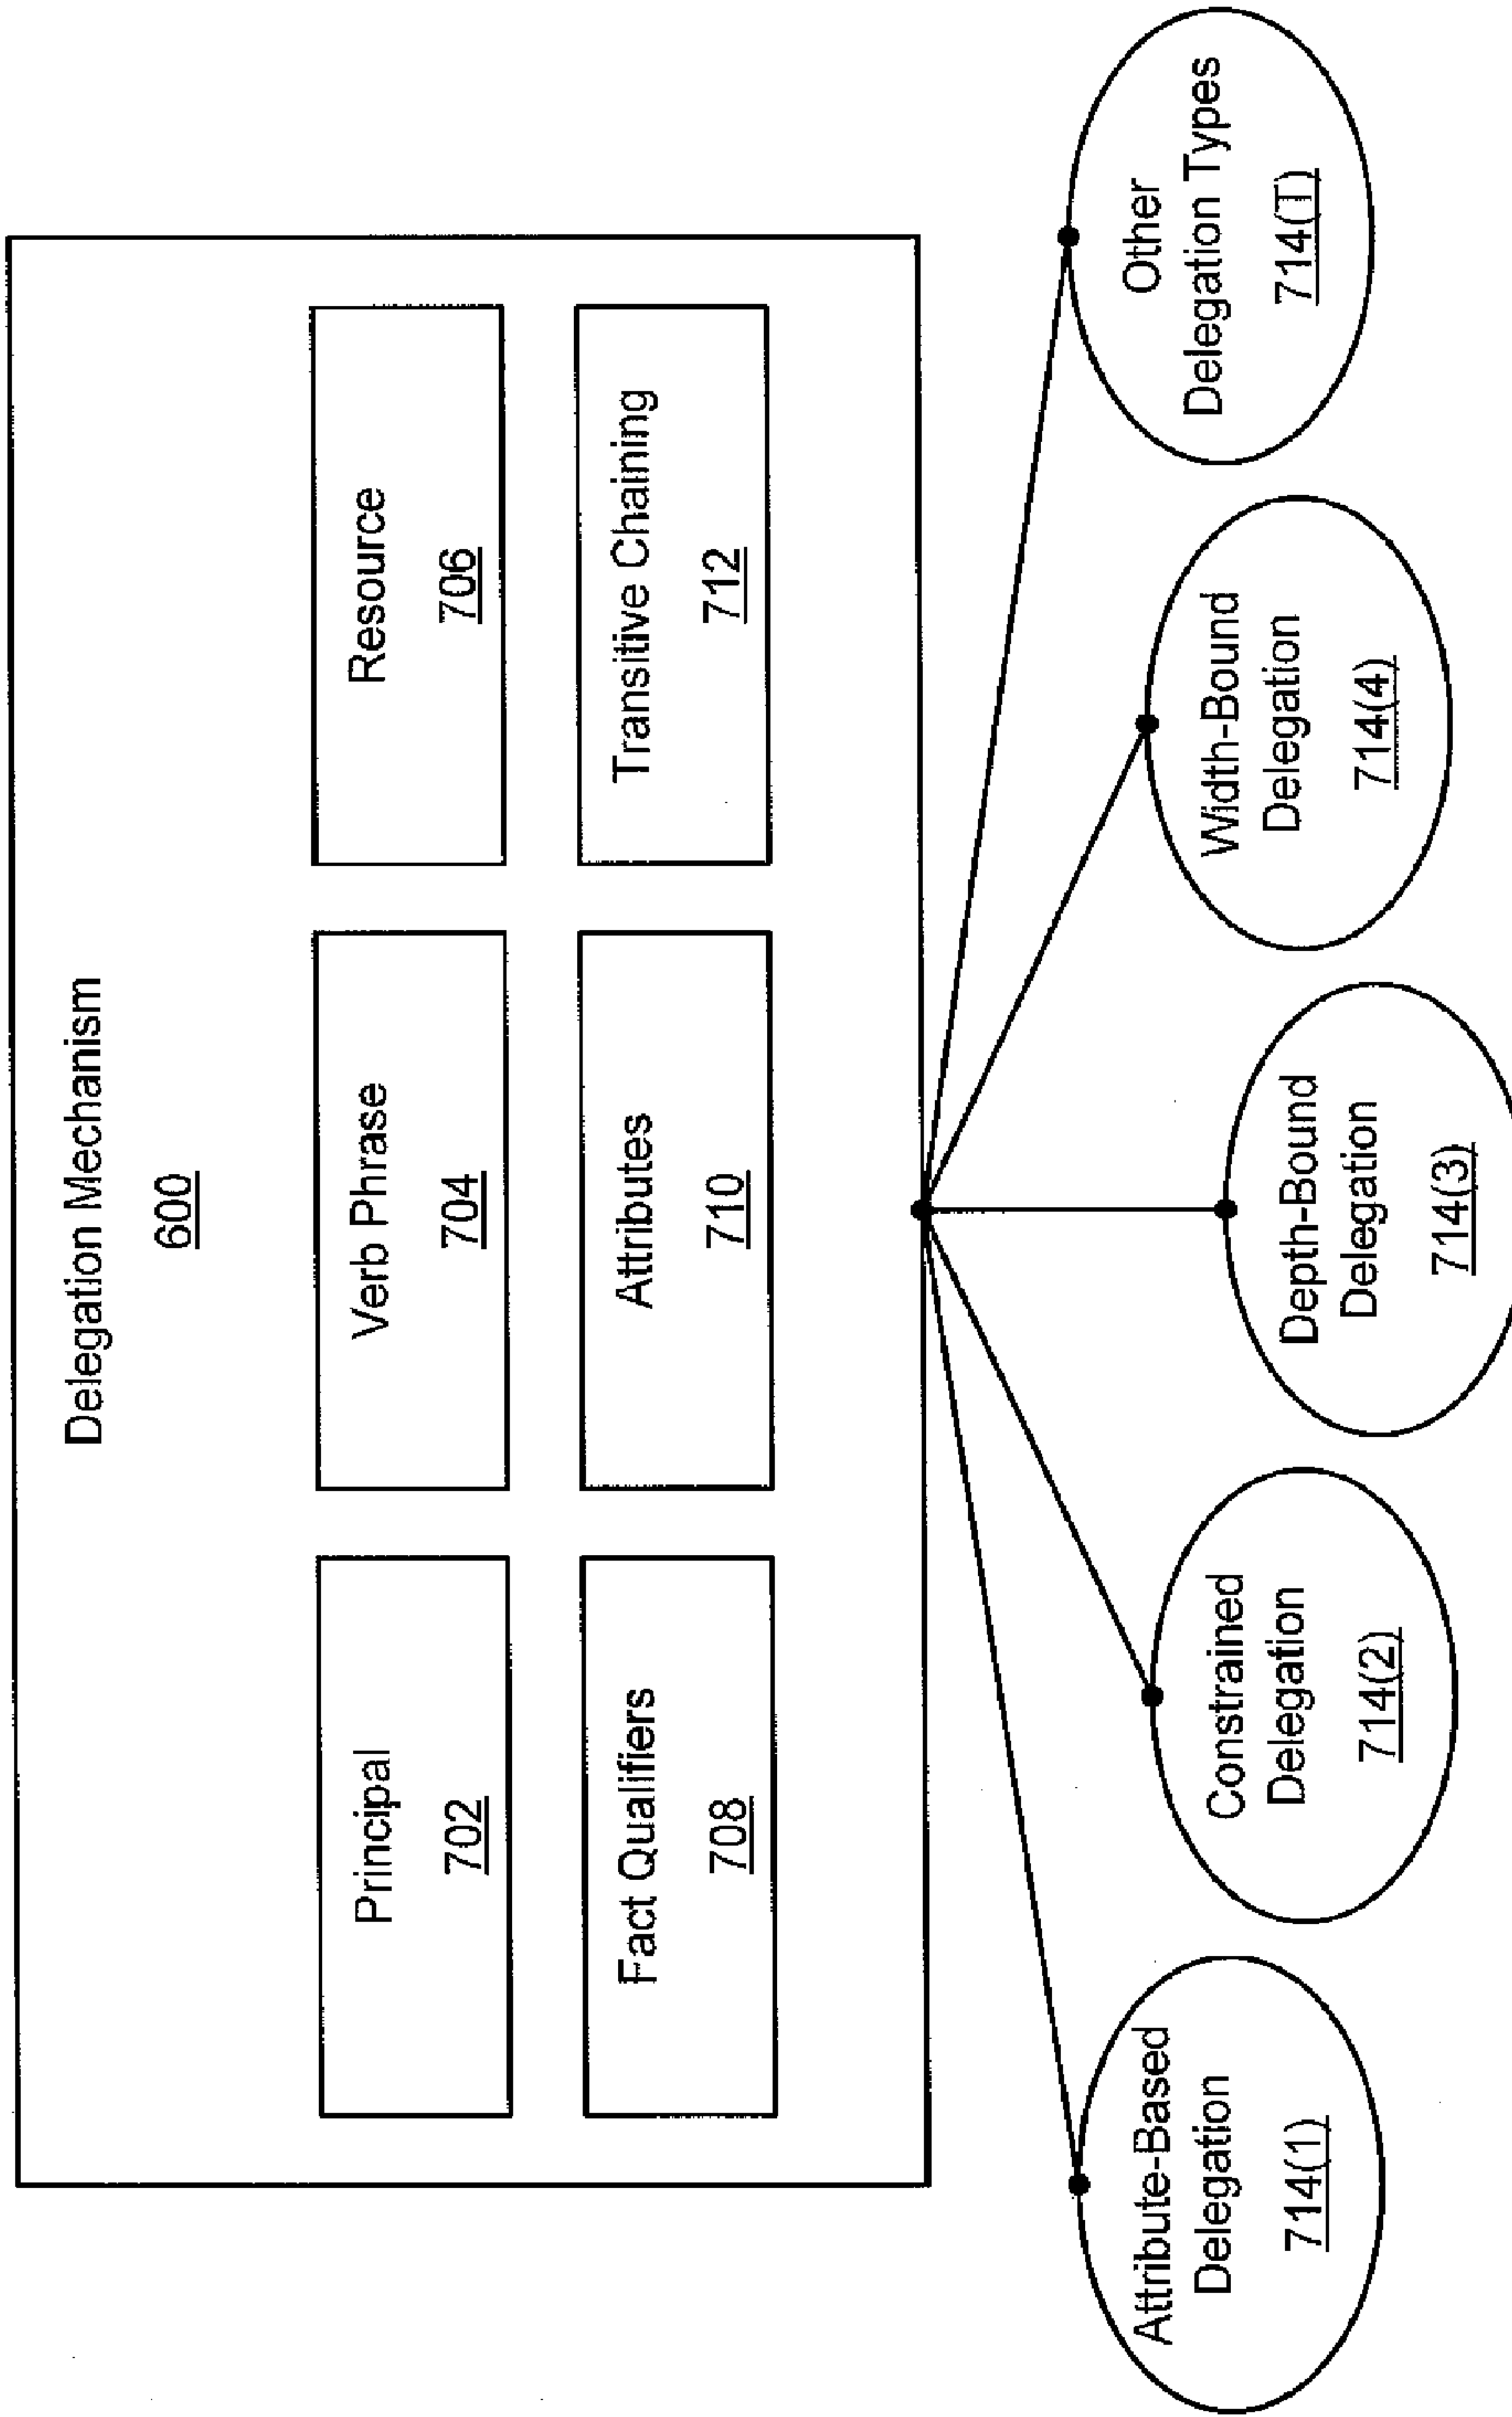 Delegation Mechanism
600
Principal
702
Verb Phrase
704
Resource
706
Fact Qualifiers
708
Attributes
710
Transitive Chaining
712
Attribute-Based
Delegation
714(1)
Constrained
Delegation
714(2)
Depth-Bound
Delegation
714(3)
Width-Bound
Delegation
714(4)
Other
Delegation Types
714(T)